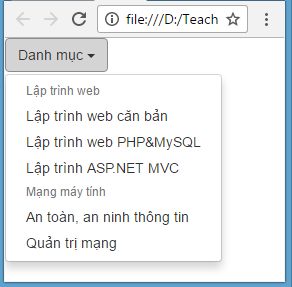 file:///D:/Teach
Danh mục
Lập trình web
Lập trình web căn bản
Lập trình web PHP&MySQL
Lập trình ASP.NET MVC
Mạng máy tính
An toàn, an ninh thông tin
Quản trị mạng